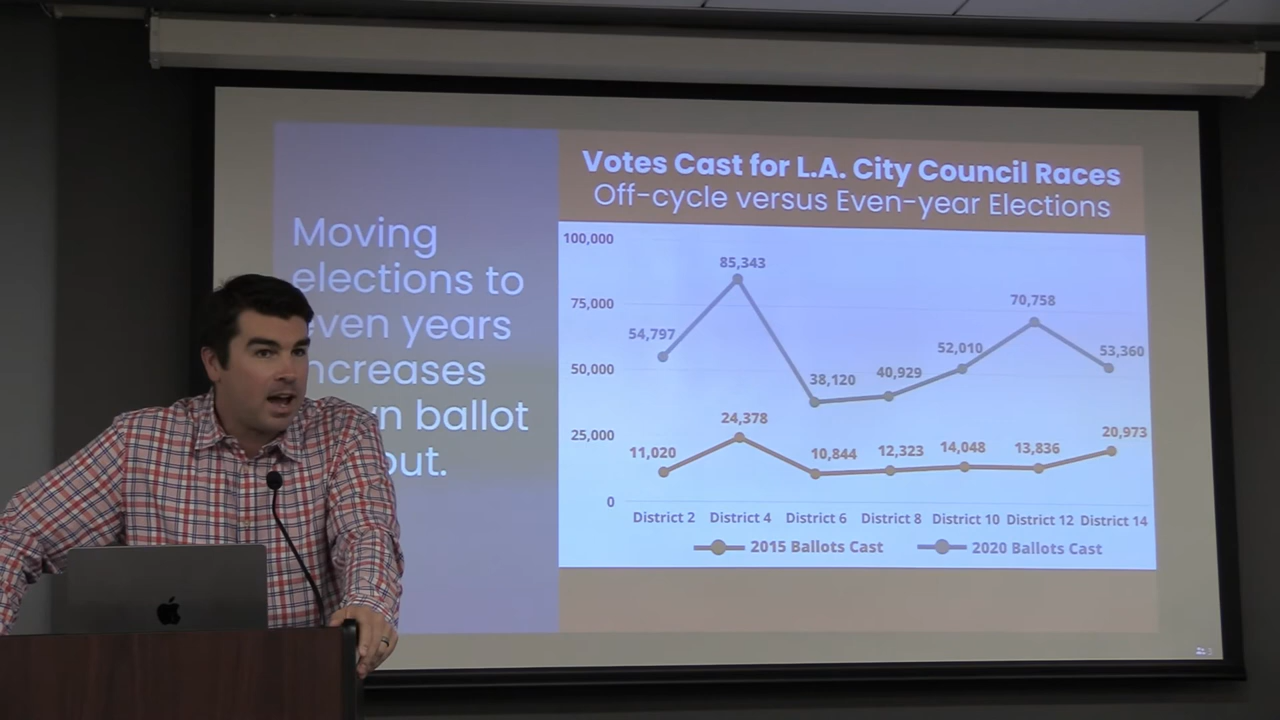 Moving
elections to
even years
increases
ballot
Votes Cast for L.A. City Council Races
Off-cycle versus Even-year Elections
100,000
75,000
50,000
25,000
0
54,797
85,343
38,120
40,929
52,010
70,758
53,360
11,020
24,378
10,844
12,323
14,048
13,836
20,973
District 2
District 4
District 6
District 8
District 10
District 12
District 14
2015 Ballots Cast
2020 Ballots Cast